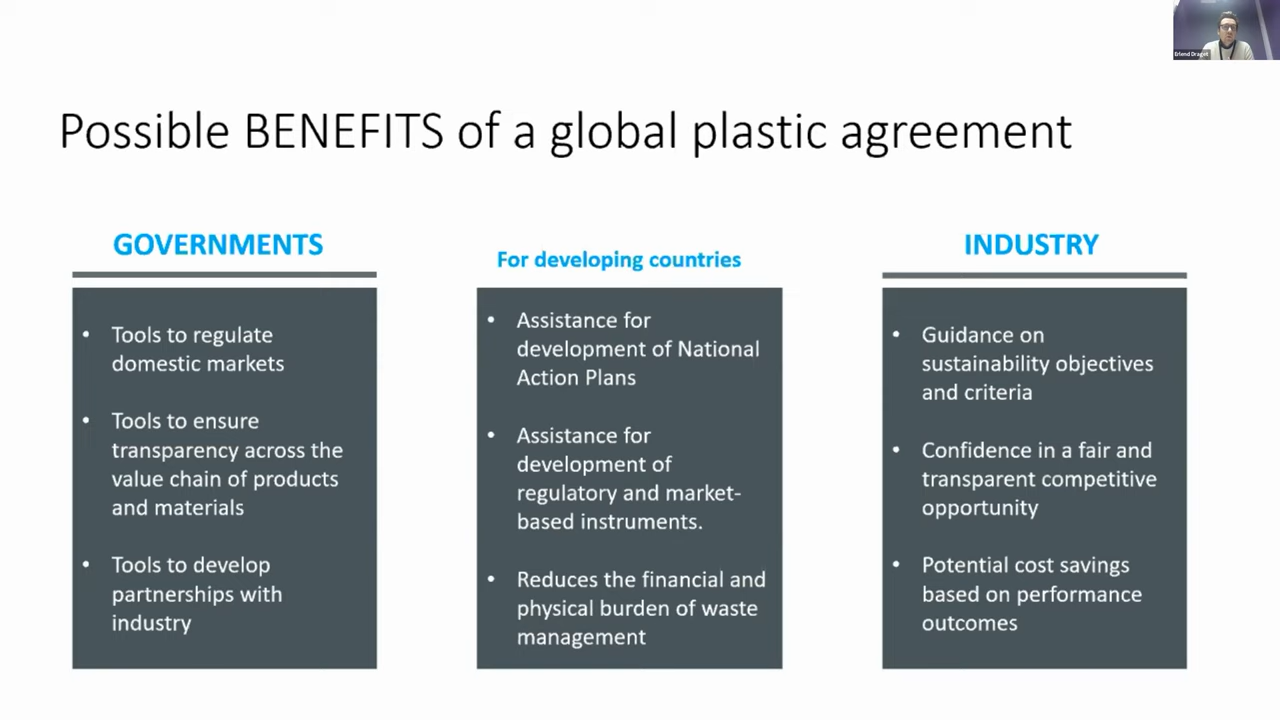 Erlend Draget
Possible BENEFITS of a global plastic agreement
GOVERNMENTS
• Tools to regulate
domestic markets
• Tools to ensure
transparency across the
value chain of products
and materials
• Tools to develop
partnerships with
industry
For developing countries
• Assistance for
development of National
Action Plans
• Assistance for
development of
regulatory and market-
based instruments.
• Reduces the financial and
physical burden of waste
management
INDUSTRY
• Guidance on
sustainability objectives
and criteria
• Confidence in a fair and
transparent competitive
opportunity
• Potential cost savings
based on performance
outcomes